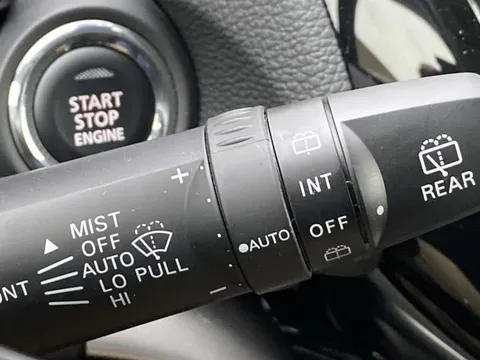 START
STOP
ENGINE
MIST
OFF
AUTO
LO PULL
HI
+
-
AUTO
INT
OFF
REAR